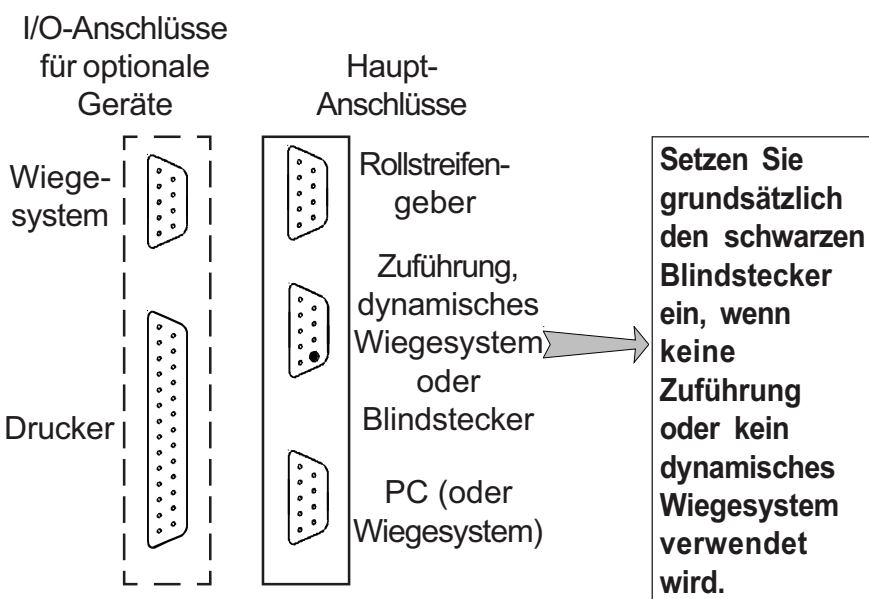 I/O-Anschlüsse
für optionale
Geräte
Haupt-
Anschlüsse
Wiege-
system
Drucker
Rollstreifen-
geber
Zuführung,
dynamisches
Wiegesystem
oder
Blindstecker
PC (oder
Wiegesystem)
Setzen Sie
grundsätzlich
den schwarzen
Blindstecker
ein, wenn
keine
Zuführung
oder kein
dynamisches
Wiegesystem
verwendet
wird.